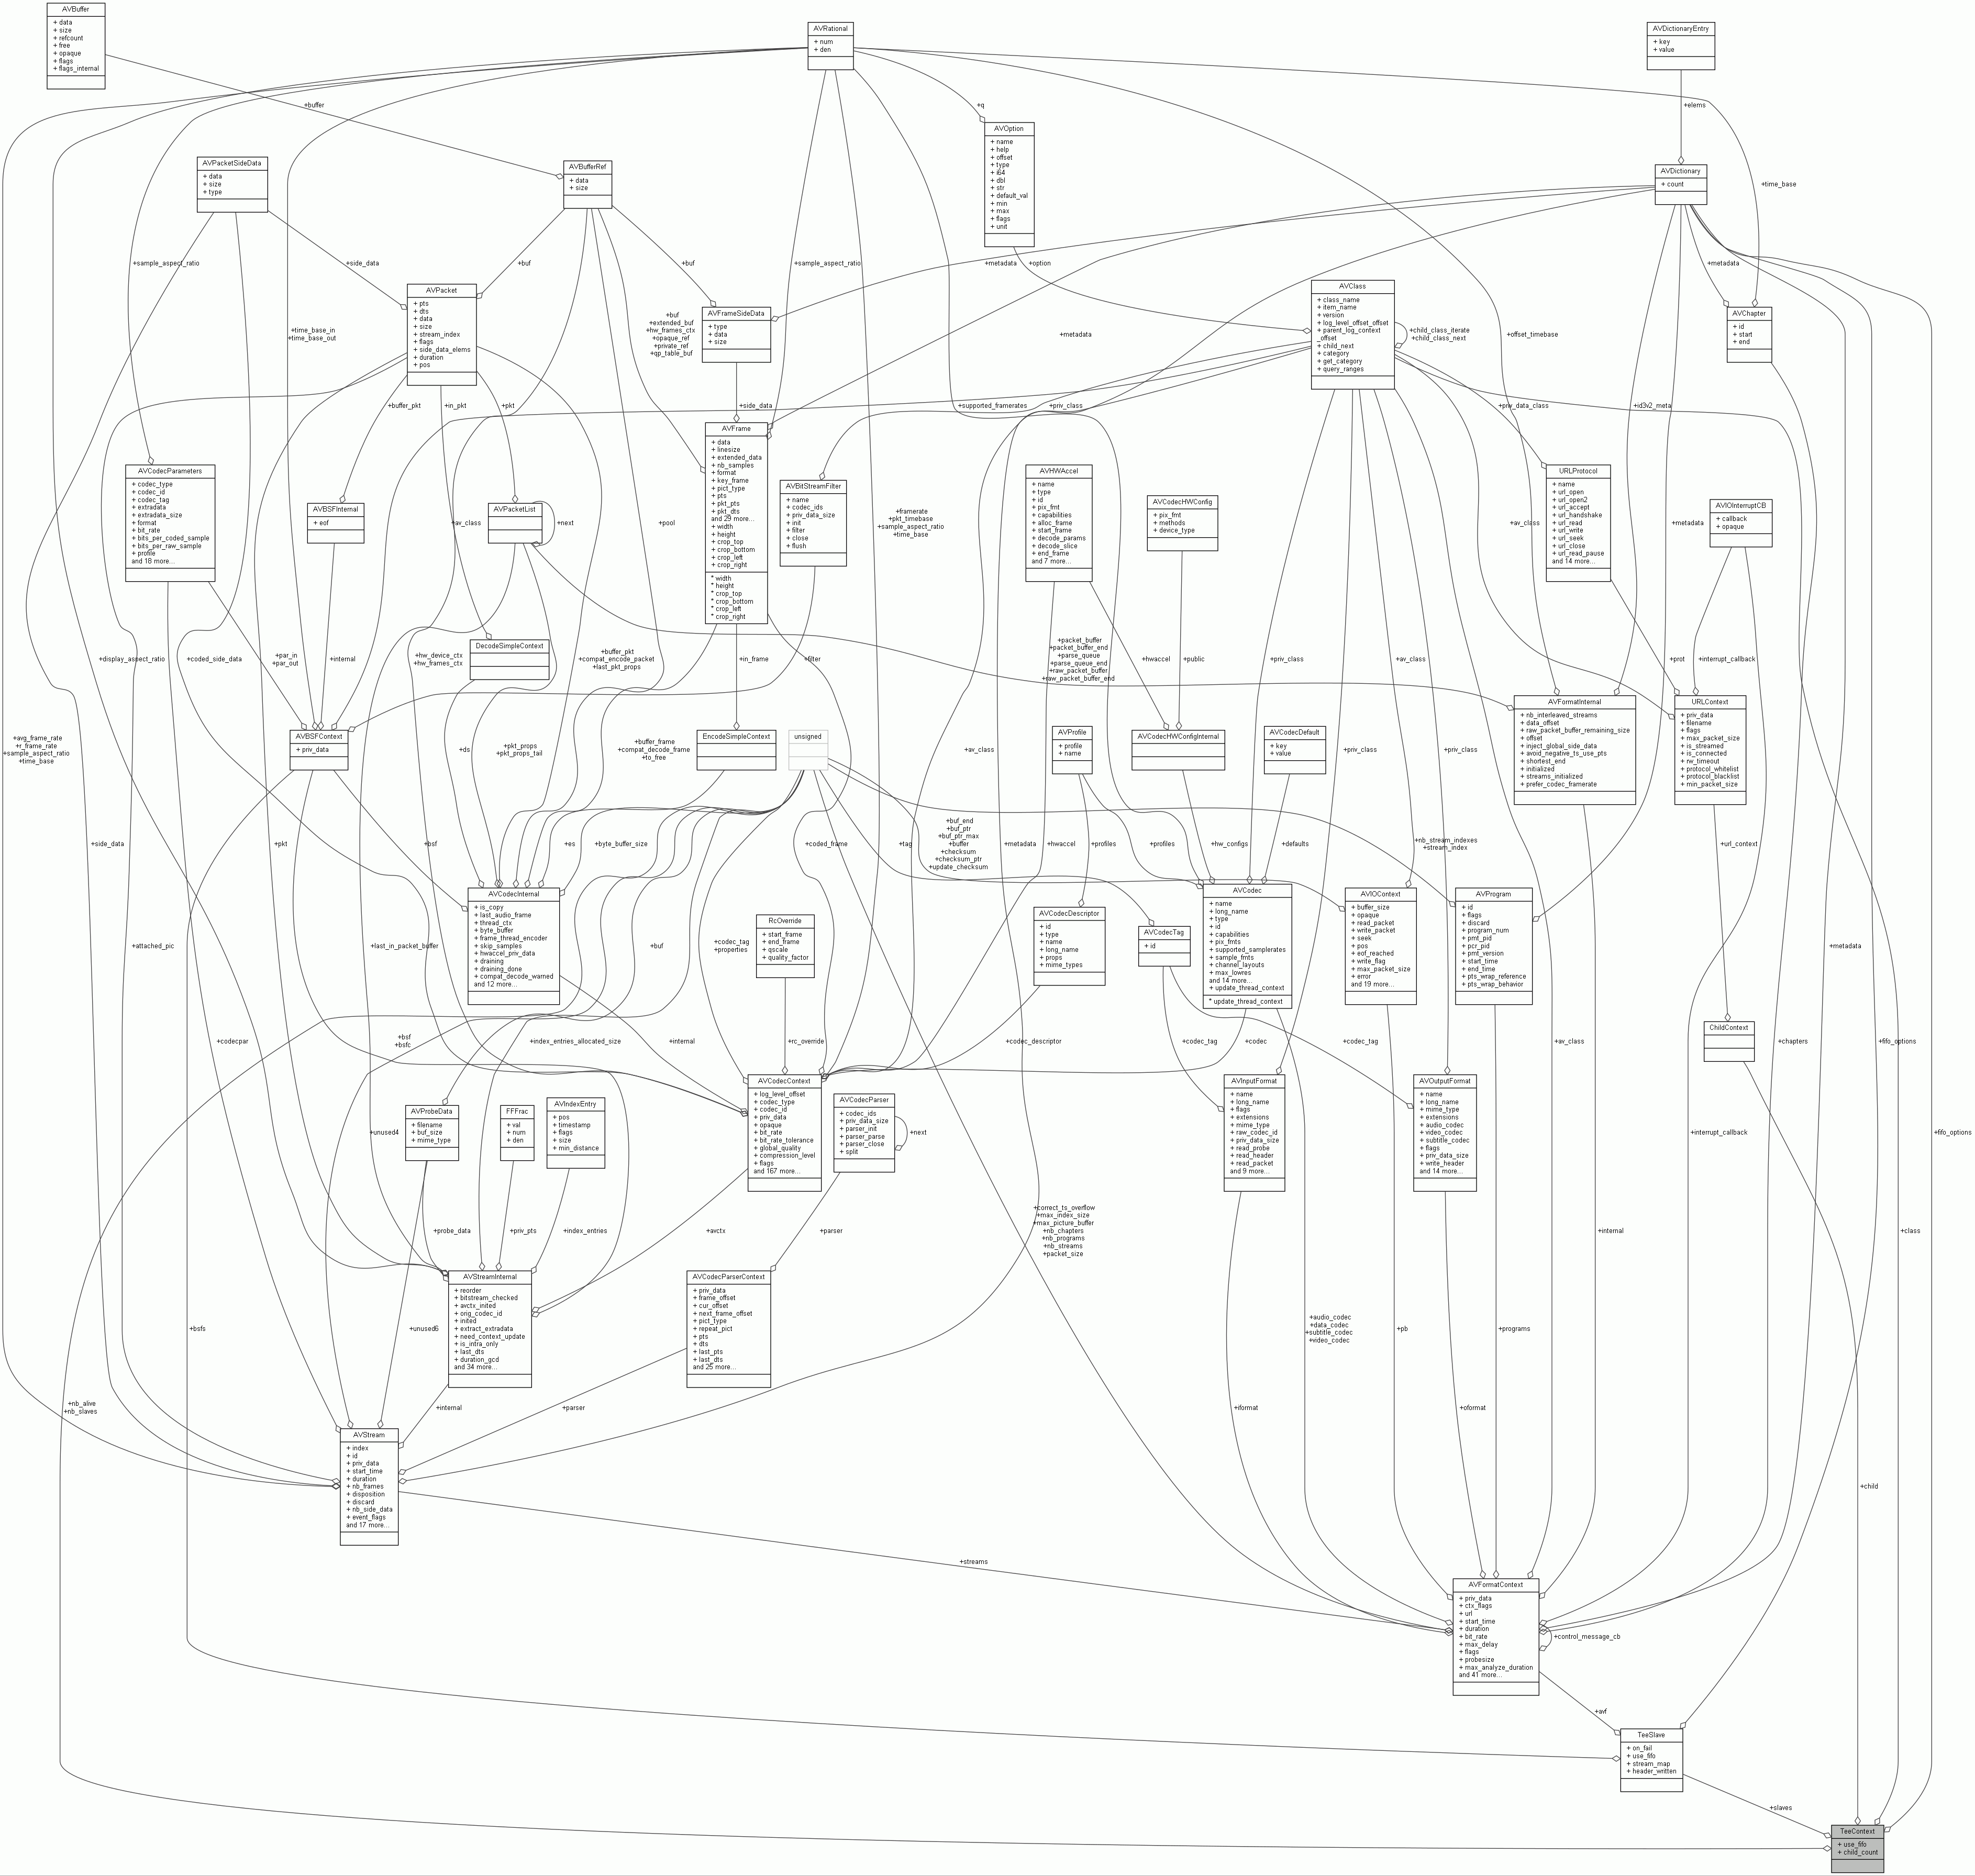 AVBuffer
+ data
+ size
+ refcount
+ free
+ opaque
+ flags
+ flags_internal
AVRational
+ num
+ den
AVDictionaryEntry
+ key
+ value
+buffer
+q
+elems
AVOption
+ name
+ help
+ offset
+ type
+ i64
+ dbl
+ str
+ default_val
+ min
+ max
+ flags
+ unit
AVPacketSideData
+ data
+ size
+ type
AVBufferRef
+ data
+ size
AVDictionary
+ count
+time_base
+sample_aspect_ratio
+side_data
+buf
+buf
+sample_aspect_ratio
+metadata
+option
+metadata
AVPacket
+ pts
+ dts
+ data
+ size
+ stream_index
+ flags
+ side_data_elems
+ duration
+ pos
AVFrameSideData
+ type
+ data
+ size
AVClass
+ class_name
+ item_name
+ version
+ log_level_offset_offset
+ parent_log_context
_offset
+ child_next
+ category
+ get_category
+ query_ranges
+child_class_iterate
+child_class_next
AVChapter
+ id
+ start
+ end
+time_base_in
+time_base_out
+buf
+extended_buf
+hw_frames_ctx
+opaque_ref
+private_ref
+qp_table_buf
+metadata
+offset_timebase
+buffer_pkt
+in_pkt
+pkt
+side_data
+supported_framerates
+priv_class
+priv_data_class
+id3v2_meta
AVFrame
+ data
+ linesize
+ extended_data
+ nb_samples
+ format
+ key_frame
+ pict_type
+ pts
+ pkt_pts
+ pkt_dts
and 29 more...
+ width
+ height
+ crop_top
+ crop_bottom
+ crop_left
+ crop_right
* width
* height
* crop_top
* crop_bottom
* crop_left
* crop_right
AVCodecParameters
+ codec_type
+ codec_id
+ codec_tag
+ extradata
+ extradata_size
+ format
+ bit_rate
+ bits_per_coded_sample
+ bits_per_raw_sample
+ profile
and 18 more...
AVBSFInternal
+ eof
AVPacketList
+next
+av_class
+pool
AVBitStreamFilter
+ name
+ codec_ids
+ priv_data_size
+ init
+ filter
+ close
+ flush
+framerate
+pkt_timebase
+sample_aspect_ratio
+time_base
AVHWAccel
+ name
+ type
+ id
+ pix_fmt
+ capabilities
+ alloc_frame
+ start_frame
+ decode_params
+ decode_slice
+ end_frame
and 7 more...
AVCodecHWConfig
+ pix_fmt
+ methods
+ device_type
+av_class
URLProtocol
+ name
+ url_open
+ url_open2
+ url_accept
+ url_handshake
+ url_read
+ url_write
+ url_seek
+ url_close
+ url_read_pause
and 14 more...
+metadata
AVIOInterruptCB
+ callback
+ opaque
+display_aspect_ratio
+coded_side_data
+par_in
+par_out
+internal
+hw_device_ctx
+hw_frames_ctx
DecodeSimpleContext
+buffer_pkt
+compat_encode_packet
+last_pkt_props
+in_frame
+filter
+packet_buffer
+packet_buffer_end
+parse_queue
+parse_queue_end
+raw_packet_buffer
+raw_packet_buffer_end
+hwaccel
+public
+priv_class
+av_class
+prot
+interrupt_callback
+avg_frame_rate
+r_frame_rate
+sample_aspect_ratio
+time_base
AVBSFContext
+ priv_data
+ds
+pkt_props
+pkt_props_tail
+buffer_frame
+compat_decode_frame
+to_free
EncodeSimpleContext
unsigned
+av_class
AVProfile
+ profile
+ name
AVCodecHWConfigInternal
AVCodecDefault
+ key
+ value
+priv_class
+priv_class
AVFormatInternal
+ nb_interleaved_streams
+ data_offset
+ raw_packet_buffer_remaining_size
+ offset
+ inject_global_side_data
+ avoid_negative_ts_use_pts
+ shortest_end
+ initialized
+ streams_initialized
+ prefer_codec_framerate
URLContext
+ priv_data
+ filename
+ flags
+ max_packet_size
+ is_streamed
+ is_connected
+ rw_timeout
+ protocol_whitelist
+ protocol_blacklist
+ min_packet_size
+side_data
+pkt
+bsf
+es
+byte_buffer_size
+coded_frame
+tag
+buf_end
+buf_ptr
+buf_ptr_max
+buffer
+checksum
+checksum_ptr
+update_checksum
+metadata
+hwaccel
+profiles
+profiles
+hw_configs
+defaults
+nb_stream_indexes
+stream_index
+url_context
AVCodecInternal
+ is_copy
+ last_audio_frame
+ thread_ctx
+ byte_buffer
+ frame_thread_encoder
+ skip_samples
+ hwaccel_priv_data
+ draining
+ draining_done
+ compat_decode_warned
and 12 more...
+attached_pic
+last_in_packet_buffer
+buf
+codec_tag
+properties
RcOverride
+ start_frame
+ end_frame
+ qscale
+ quality_factor
AVCodecDescriptor
+ id
+ type
+ name
+ long_name
+ props
+ mime_types
AVCodecTag
+ id
AVCodec
+ name
+ long_name
+ type
+ id
+ capabilities
+ pix_fmts
+ supported_samplerates
+ sample_fmts
+ channel_layouts
+ max_lowres
and 14 more...
+ update_thread_context
* update_thread_context
AVIOContext
+ buffer_size
+ opaque
+ read_packet
+ write_packet
+ seek
+ pos
+ eof_reached
+ write_flag
+ max_packet_size
+ error
and 19 more...
AVProgram
+ id
+ flags
+ discard
+ program_num
+ pmt_pid
+ pcr_pid
+ pmt_version
+ start_time
+ end_time
+ pts_wrap_reference
+ pts_wrap_behavior
+metadata
ChildContext
+codecpar
+bsf
+bsfc
+index_entries_allocated_size
+internal
+rc_override
+codec_descriptor
+codec_tag
+codec
+codec_tag
+av_class
+chapters
+fifo_options
AVProbeData
+ filename
+ buf_size
+ mime_type
FFFrac
+ val
+ num
+ den
AVIndexEntry
+ pos
+ timestamp
+ flags
+ size
+ min_distance
AVCodecContext
+ log_level_offset
+ codec_type
+ codec_id
+ priv_data
+ opaque
+ bit_rate
+ bit_rate_tolerance
+ global_quality
+ compression_level
+ flags
and 167 more...
AVCodecParser
+ codec_ids
+ priv_data_size
+ parser_init
+ parser_parse
+ parser_close
+ split
+next
AVInputFormat
+ name
+ long_name
+ flags
+ extensions
+ mime_type
+ raw_codec_id
+ priv_data_size
+ read_probe
+ read_header
+ read_packet
and 9 more...
AVOutputFormat
+ name
+ long_name
+ mime_type
+ extensions
+ audio_codec
+ video_codec
+ subtitle_codec
+ flags
+ priv_data_size
+ write_header
and 14 more...
+unused4
+interrupt_callback
+fifo_options
+probe_data
+priv_pts
+index_entries
+avctx
+parser
+correct_ts_overflow
+max_index_size
+max_picture_buffer
+nb_chapters
+nb_programs
+nb_streams
+packet_size
+internal
+class
AVStreamInternal
+ reorder
+ bitstream_checked
+ avctx_inited
+ orig_codec_id
+ inited
+ extract_extradata
+ need_context_update
+ is_intra_only
+ last_dts
+ duration_gcd
and 34 more...
AVCodecParserContext
+ priv_data
+ frame_offset
+ cur_offset
+ next_frame_offset
+ pict_type
+ repeat_pict
+ pts
+ dts
+ last_pts
+ last_dts
and 25 more...
+bsfs
+unused6
+audio_codec
+data_codec
+subtitle_codec
+video_codec
+pb
+programs
+nb_alive
+nb_slaves
+internal
+parser
+iformat
+oformat
AVStream
+ index
+ id
+ priv_data
+ start_time
+ duration
+ nb_frames
+ disposition
+ discard
+ nb_side_data
+ event_flags
and 17 more...
+child
+streams
AVFormatContext
+ priv_data
+ ctx_flags
+ url
+ start_time
+ duration
+ bit_rate
+ max_delay
+ flags
+ probesize
+ max_analyze_duration
and 41 more...
+control_message_cb
+avf
TeeSlave
+ on_fail
+ use_fifo
+ stream_map
+ header_written
+slaves
TeeContext
+ use_fifo
+ child_count